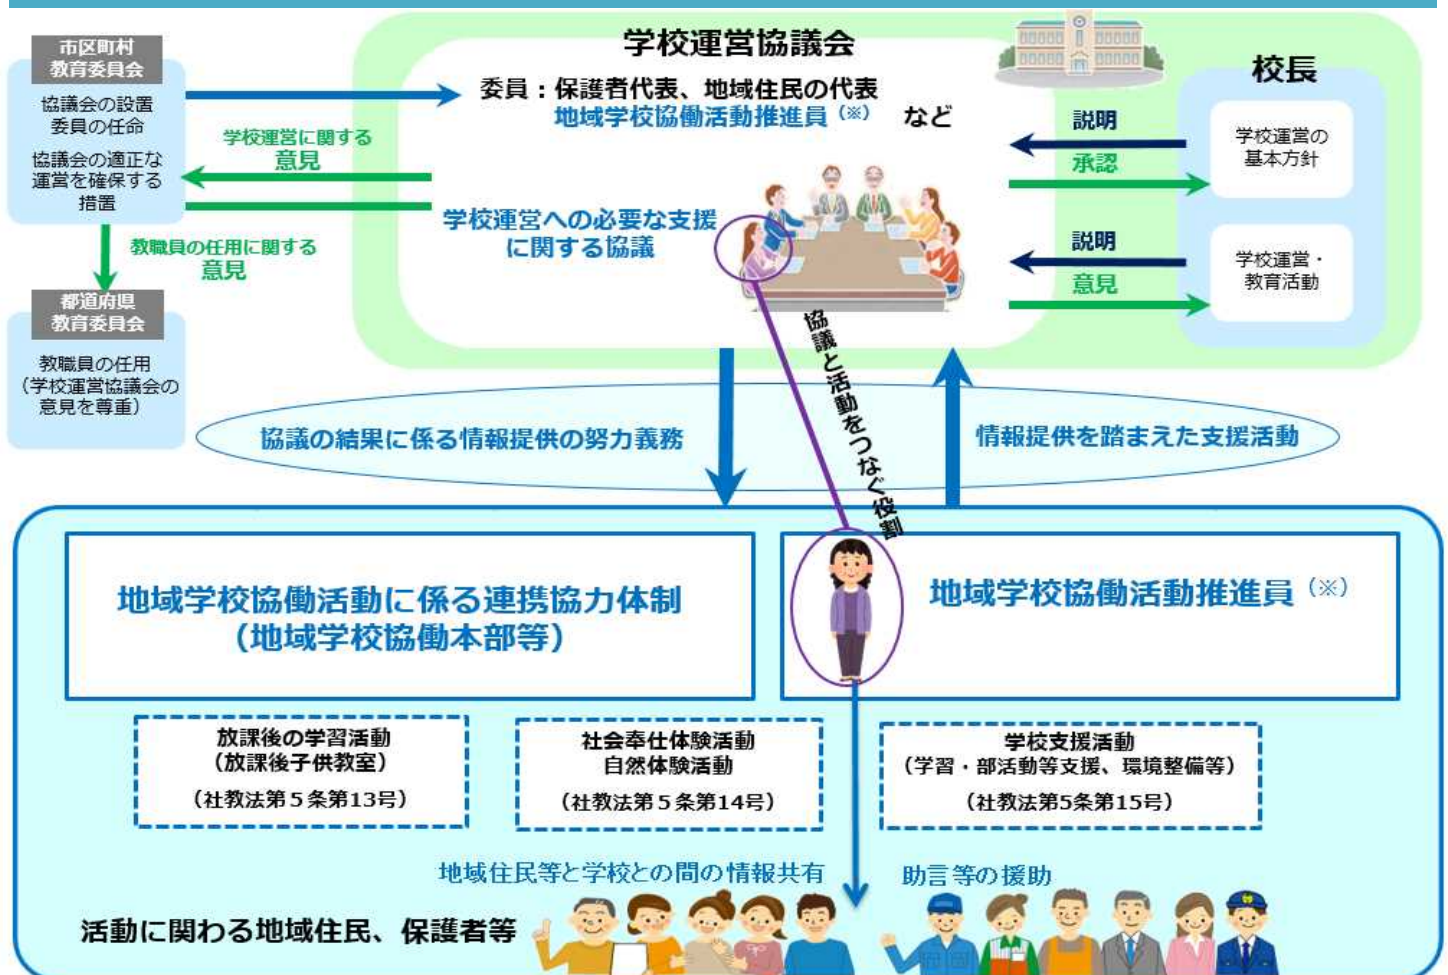 学校運営協議会
委員：保護者代表、地域住民の代表
地域学校協働活動推進員（※） など
市区町村
教育委員会
協議会の設置
委員の任命
協議会の適正な
運営を確保する
措置
学校運営に関する
意見
教職員の任用に関する
意見
都道府県
教育委員会
教職員の任用
（学校運営協議会の
意見を尊重）
学校運営への必要な支援
に関する協議
校長
説明
承認
学校運営の
基本方針
説明
意見
学校運営・
教育活動
協議と活動をつなぐ役割
協議の結果に係る情報提供の努力義務
情報提供を踏まえた支援活動
地域学校協働活動に係る連携協力体制
（地域学校協働本部等）
地域学校協働活動推進員（※）
放課後の学習活動
（放課後子供教室）
（社教法第５条第13号）
社会奉仕体験活動
自然体験活動
（社教法第５条第14号）
学校支援活動
（学習・部活動等支援、環境整備等）
（社教法第5条第15号）
地域住民等と学校との間の情報共有
助言等の援助
活動に関わる地域住民、保護者等